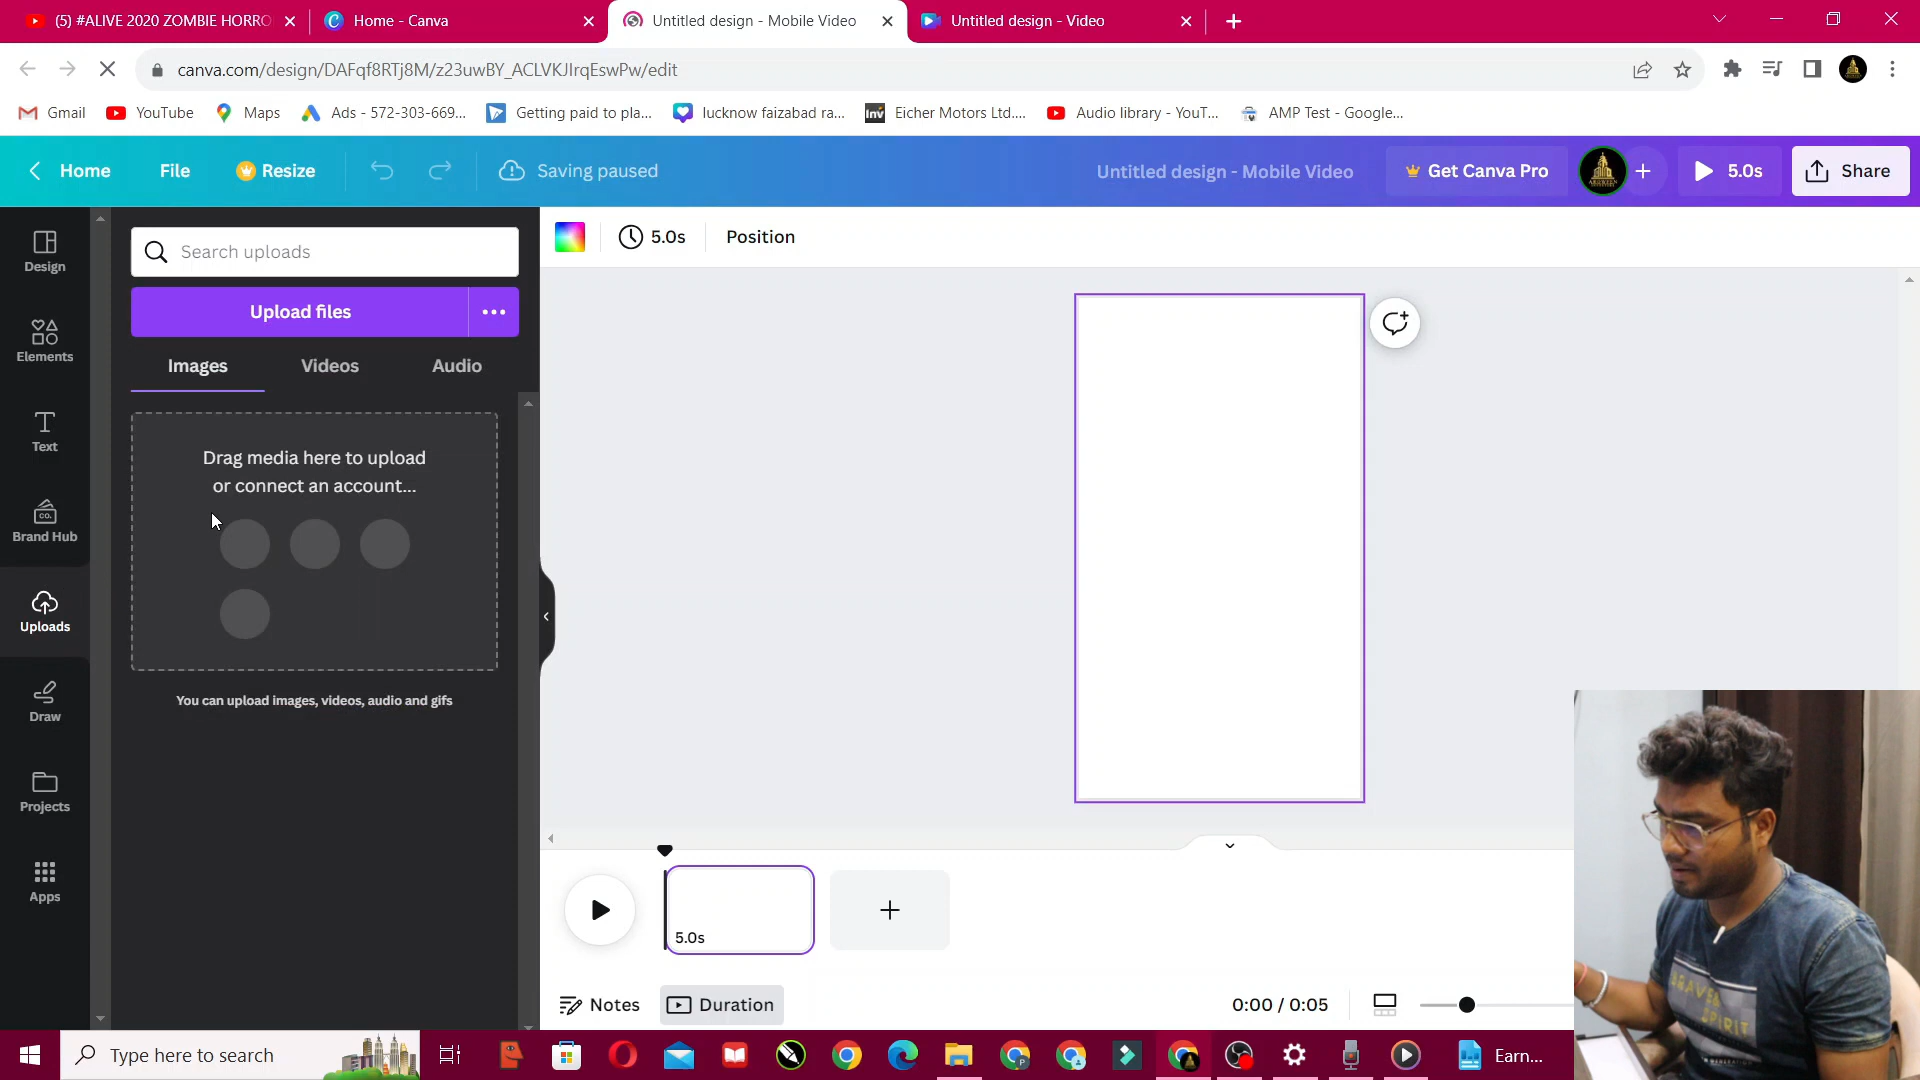 (5) #ALIVE 2020 ZOMBIE HORRO
Home - Canva
Untitled design - Mobile Video
Untitled design - Video
canva.com/design/DAFqf8RTj8M/z23uwBY_ACLVKJIrqEswPw/edit
Gmail
YouTube
Maps
Ads - 572-303-669...
Getting paid to pla...
lucknow faizabad ra...
Eicher Motors Ltd....
Audio library - YouT...
AMP Test - Google...
Home
File
Resize
Saving paused
Untitled design - Mobile Video
Get Canva Pro
5.0s
Share
Design
Elements
Text
Brand Hub
Uploads
Draw
Projects
Apps
Search uploads
Upload files
Images
Videos
Audio
Drag media here to upload
or connect an account...
You can upload images, videos, audio and gifs
5.0s
Position
5.0s
Notes
Duration
0:00 / 0:05
Type here to search
Earn...